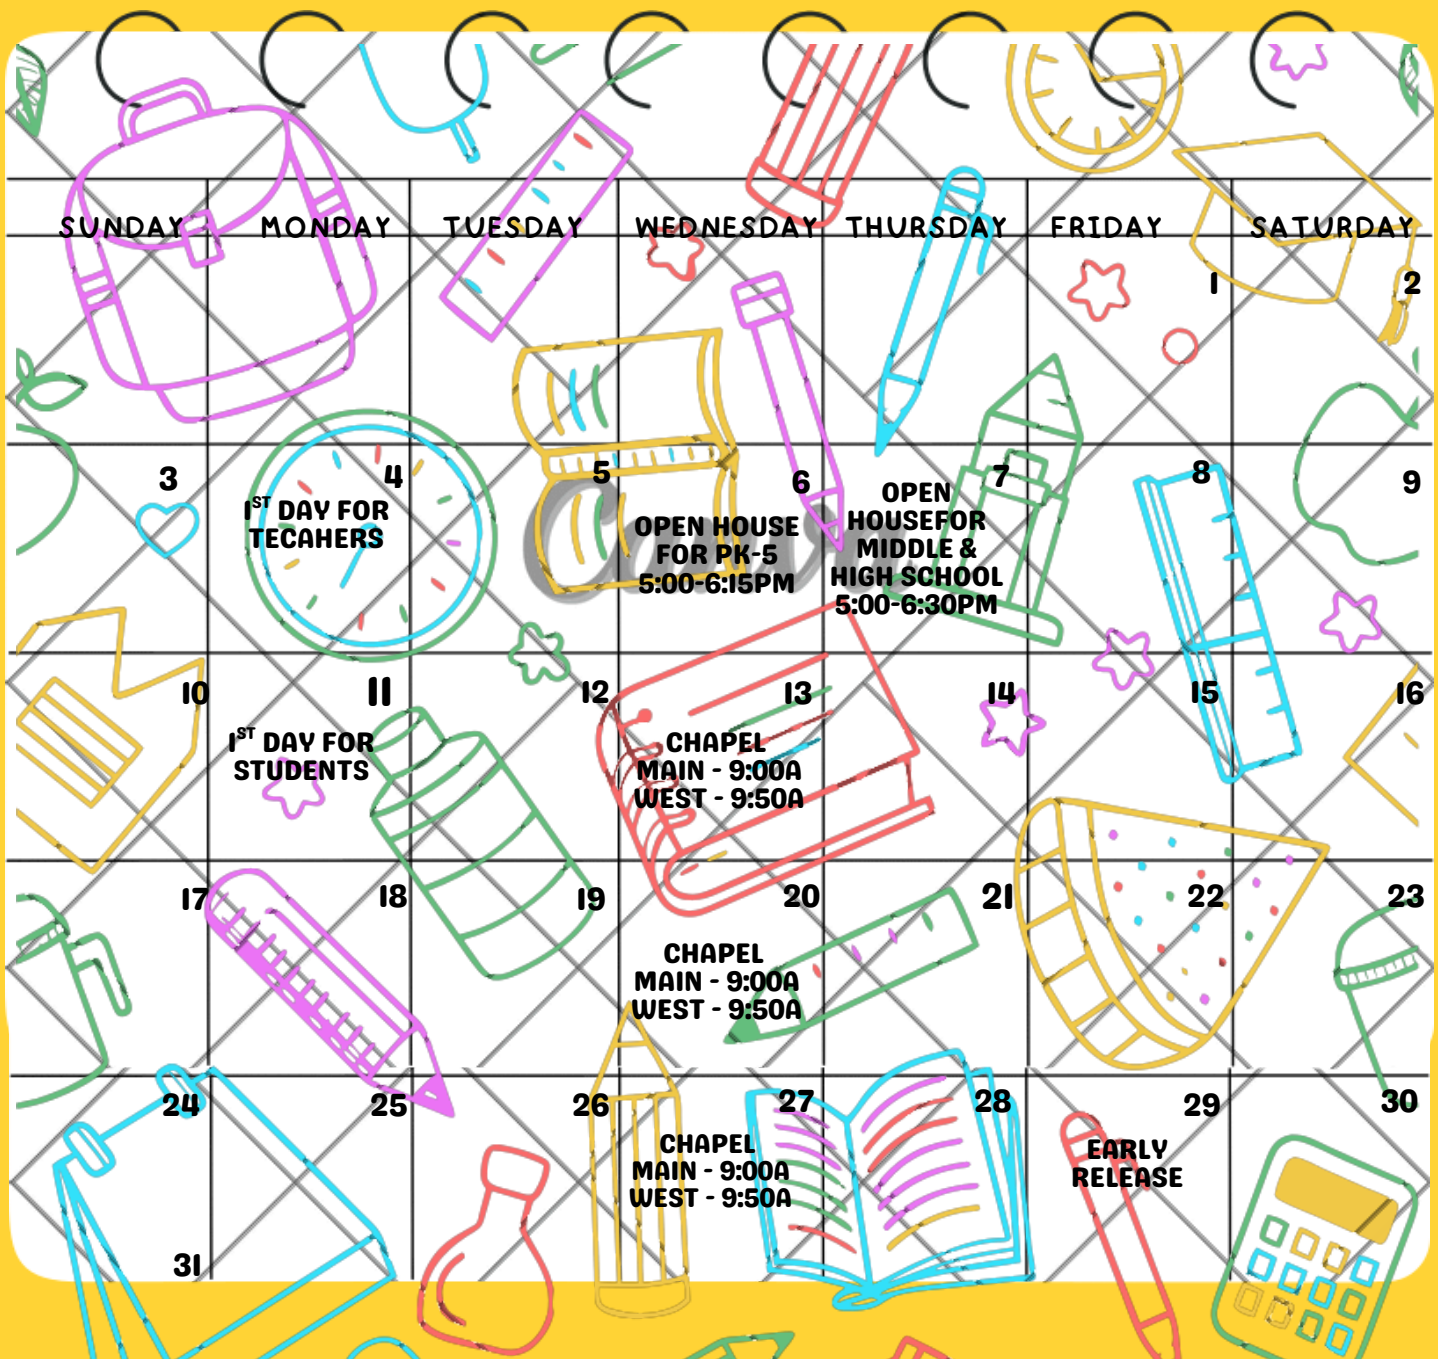 SUNDAY MONDAY TUESDAY WEDNESDAY THURSDAY FRIDAY SATURDAY
1 2
3 4 5 6 7 8 9
1ST DAY FOR
TECAHERS
OPEN HOUSE
FOR PK-5
5:00-6:15PM
OPEN
HOUSEFOR
MIDDLE &
HIGH SCHOOL
5:00-6:30PM
Canva
10 11 12 13 14 15 16
1ST DAY FOR
STUDENTS
CHAPEL
MAIN - 9:00A
WEST - 9:50A
17 18 19 20 21 22 23
CHAPEL
MAIN - 9:00A
WEST - 9:50A
24 25 26 27 28 29 30
CHAPEL
MAIN - 9:00A
WEST - 9:50A
EARLY
RELEASE
31